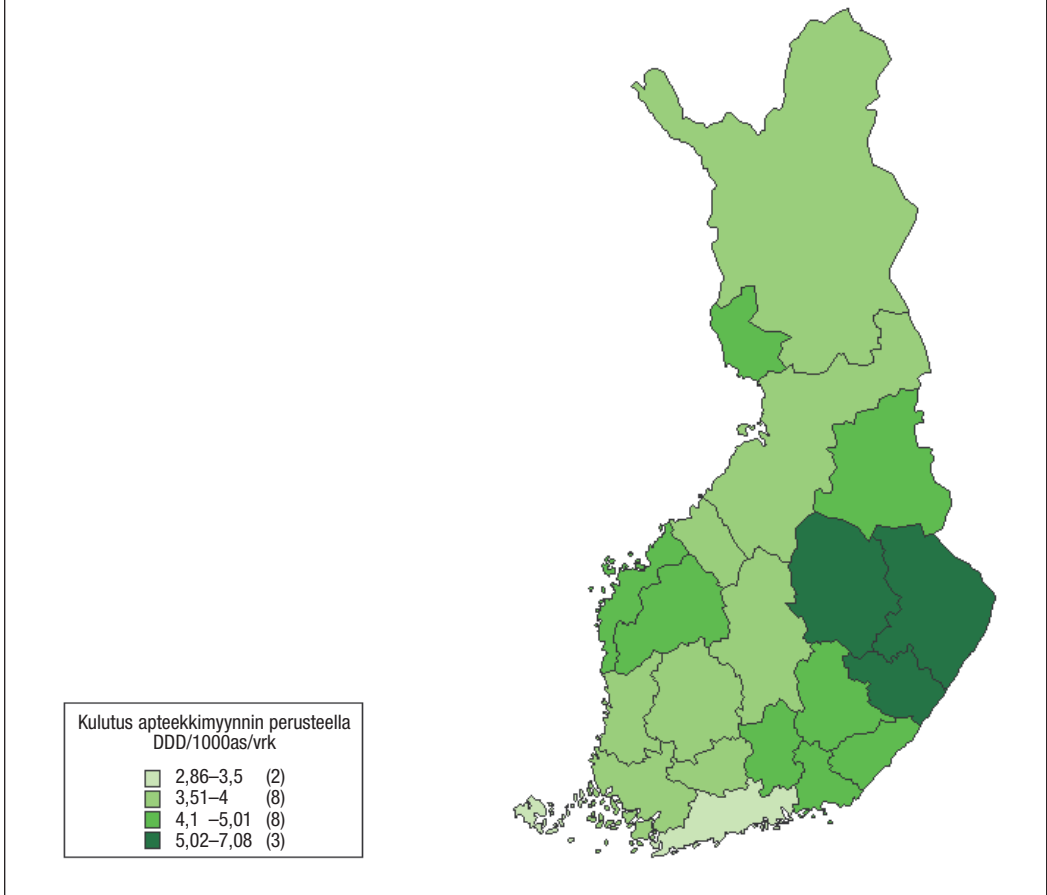 Kulutus apteekkimyynnin perusteella
DDD/1000as/vrk
2,86–3,5 (2)
3,51–4 (8)
4,1 –5,01 (8)
5,02–7,08 (3)